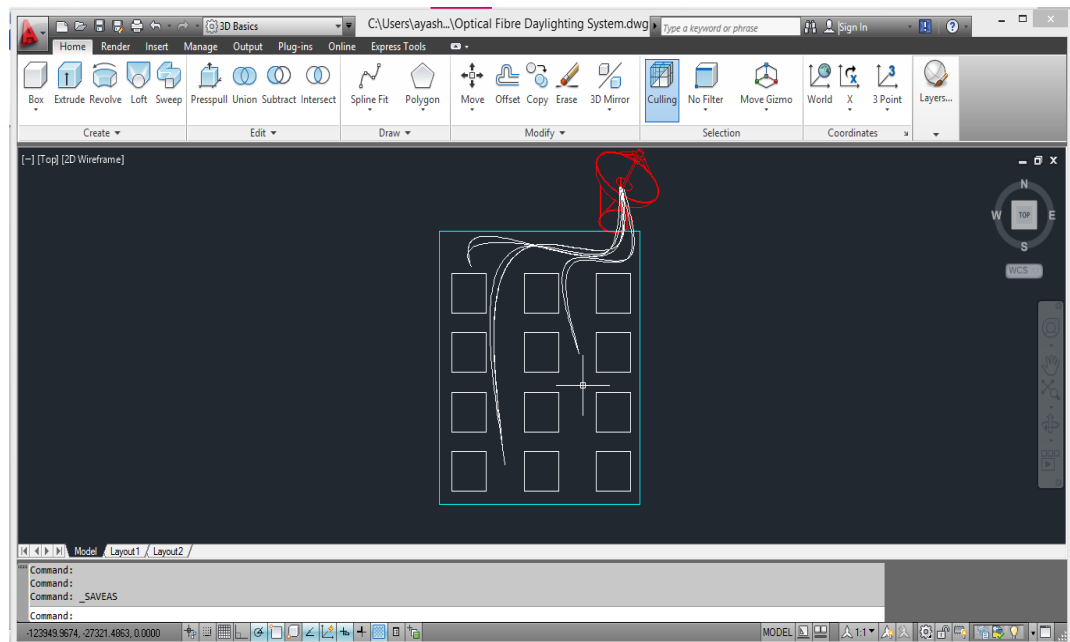 3D Basics
C:\Users\ayash...\Optical Fibre Daylighting System.dwg
Type a keyword or phrase
Sign In
Home Render Insert Manage Output Plug-ins Online Express Tools
Box Extrude Revolve Loft Sweep Presspull Union Subtract Intersect Spline Fit Polygon Move Offset Copy Erase 3D Mirror Culling No Filter Move Gizmo World X 3 Point Layers...
Create Edit Draw Modify Selection Coordinates
[−] [Top] [2D Wireframe]
N
W TOP E
S
WCS
Model Layout1 Layout2
Command:
Command:
Command: _SAVEAS
Command:
-123949.9674, -27321.4863, 0.0000 MODEL 1:1